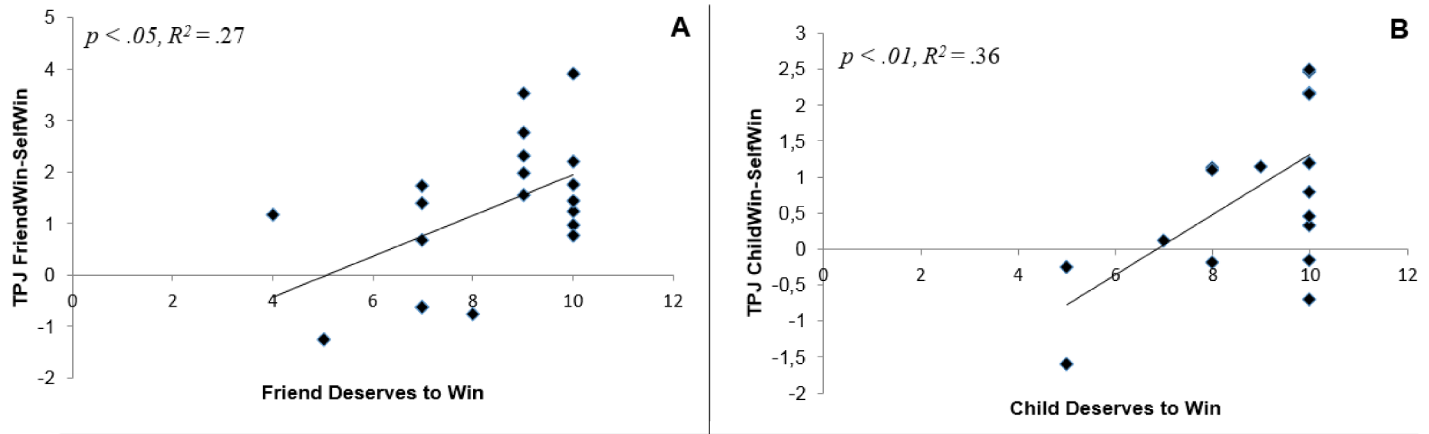 A
p < .05, R² = .27
TPJ FriendWin-SelfWin
5
4
3
2
1
0
-1
-2
0 2 4 6 8 10 12
Friend Deserves to Win
B
p < .01, R² = .36
TPJ ChildWin-SelfWin
3
2,5
2
1,5
1
0,5
0
-0,5
-1
-1,5
-2
0 2 4 6 8 10 12
Child Deserves to Win